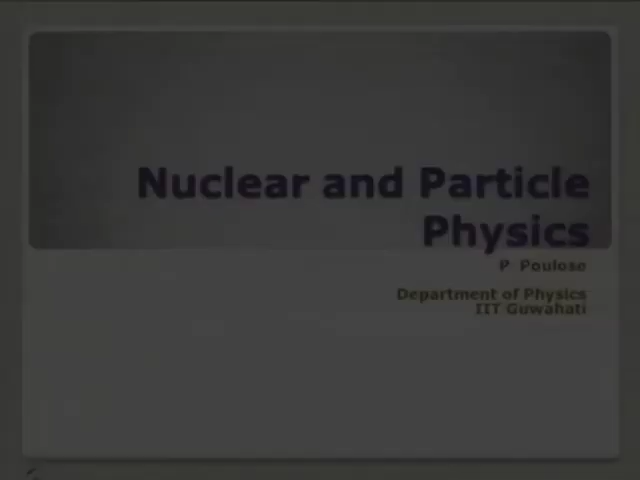 Nuclear and Particle
Physics
P Poulose
Department of Physics
IIT Guwahati